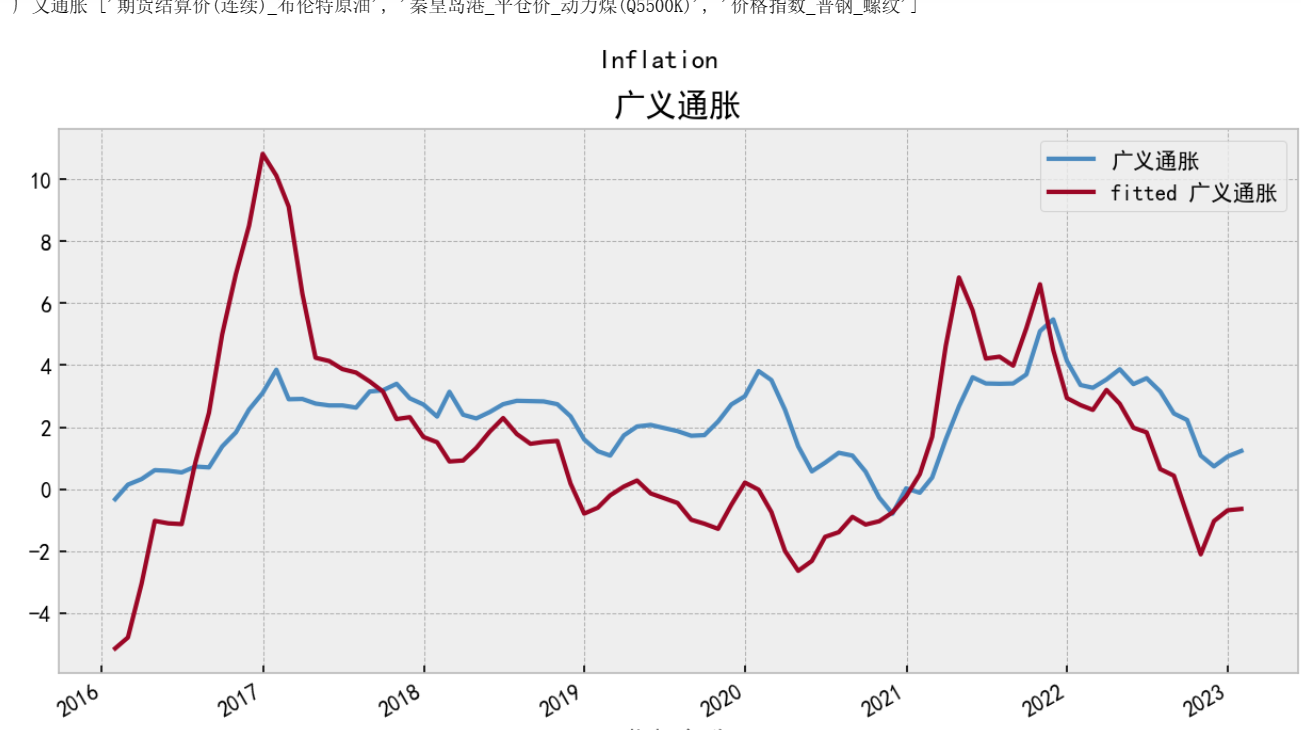 广义通胀 ['期货结算价(连续)_布伦特原油', '秦皇岛港_平仓价_动力煤(Q5500K)', '价格指数_普钢_螺纹']
Inflation
广义通胀
广义通胀
fitted 广义通胀
10
8
6
4
2
0
−2
−4
2016 2017 2018 2019 2020 2021 2022 2023